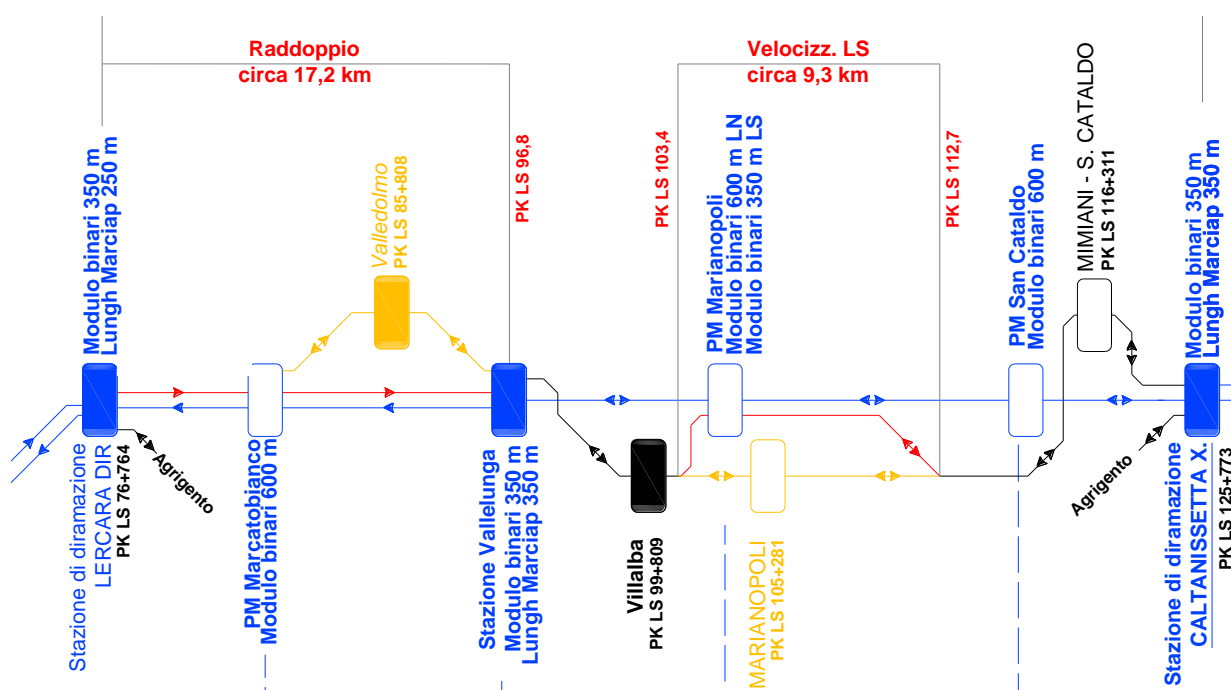 Raddoppio
circa 17,2 km
Velocizz. LS
circa 9,3 km
Modulo binari 350 m
Lungh Marciap 250 m
Valledolmo
PK LS 85+808
PK LS 96,8
PK LS 103,4
PM Marianopoli
Modulo binari 600 m LN
Modulo binari 350 m LS
PK LS 112,7
PM San Cataldo
Modulo binari 600 m
MIMIANI - S. CATALDO
PK LS 116+311
Modulo binari 350 m
Lungh Marciap 350 m
Stazione di diramazione
LERCARA DIR
PK LS 76+764
Agrigento
PM Marcatobianco
Modulo binari 600 m
Stazione Vallelunga
Modulo binari 350 m
Lungh Marciap 350 m
Villalba
PK LS 99+809
MARIANOPOLI
PK LS 105+281
Agrigento
Stazione di diramazione
CALTANISSETTA X.
PK LS 125+773